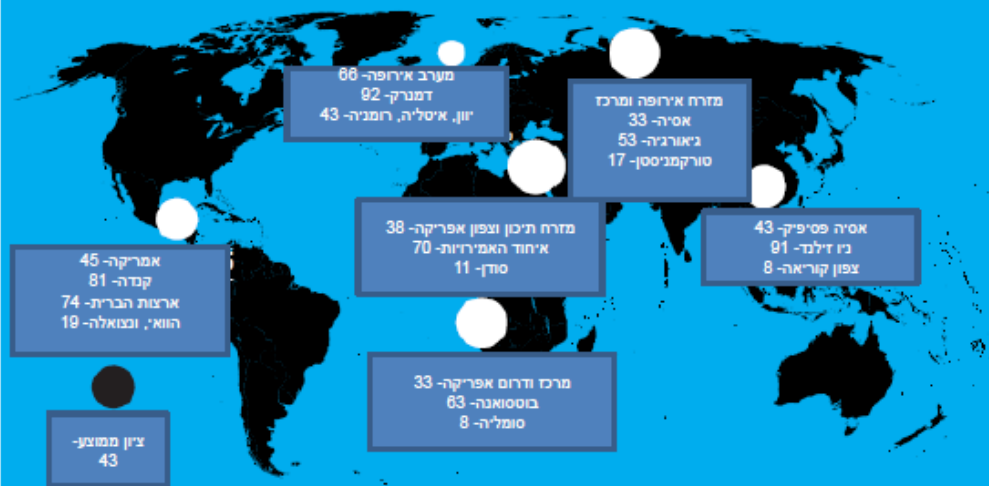 מערב אירופה- 66
דמנרק- 92
יוון, איטליה, רומניה- 43
מזרח אירופה ומרכז
אסיה- 33
גיאורגיה- 53
טורקמניסטן- 17
מזרח תיכון וצפון אפריקה- 38
איחוד האמירויות- 70
סודן- 11
אסיה פסיפיק- 43
ניו זילנד- 91
צפון קוריאה- 8
אמריקה- 45
קנדה- 81
ארצות הברית- 74
הוואי, ונצואלה- 19
מרכז ודרום אפריקה- 33
בוטסואנה- 63
סומליה- 8
ציון ממוצע-
43